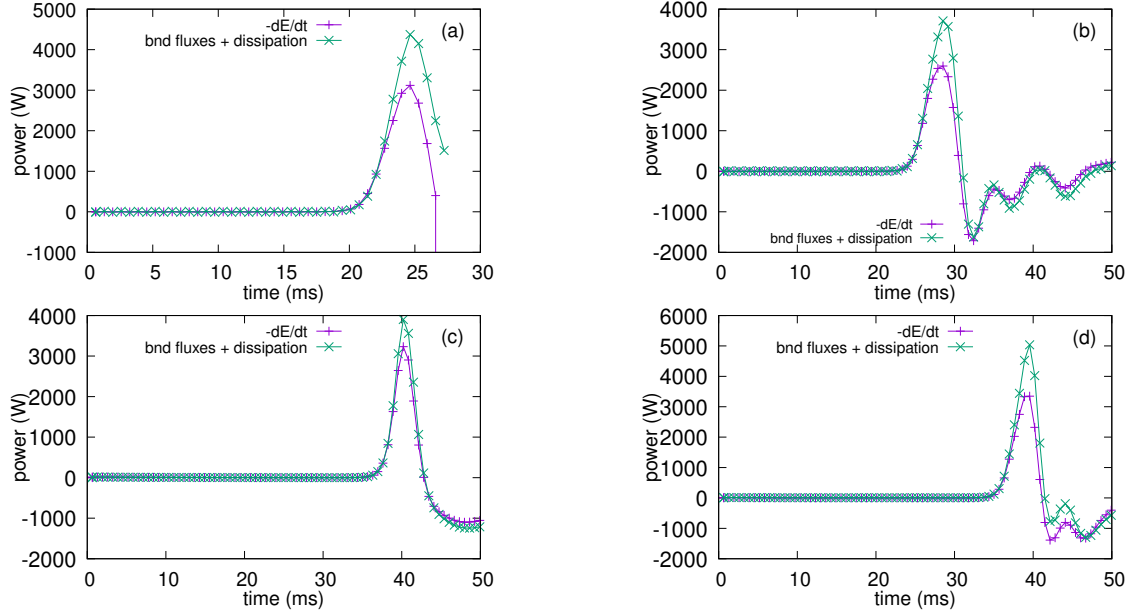 5000
4000
3000
2000
1000
0
-1000
power (W)
-dE/dt
bnd fluxes + dissipation
(a)
0 5 10 15 20 25 30
time (ms)
4000
3000
2000
1000
0
-1000
-2000
power (W)
(b)
-dE/dt
bnd fluxes + dissipation
0 10 20 30 40 50
time (ms)
4000
3000
2000
1000
0
-1000
-2000
power (W)
-dE/dt
bnd fluxes + dissipation
(c)
0 10 20 30 40 50
time (ms)
6000
5000
4000
3000
2000
1000
0
-1000
-2000
power (W)
-dE/dt
bnd fluxes + dissipation
(d)
0 10 20 30 40 50
time (ms)